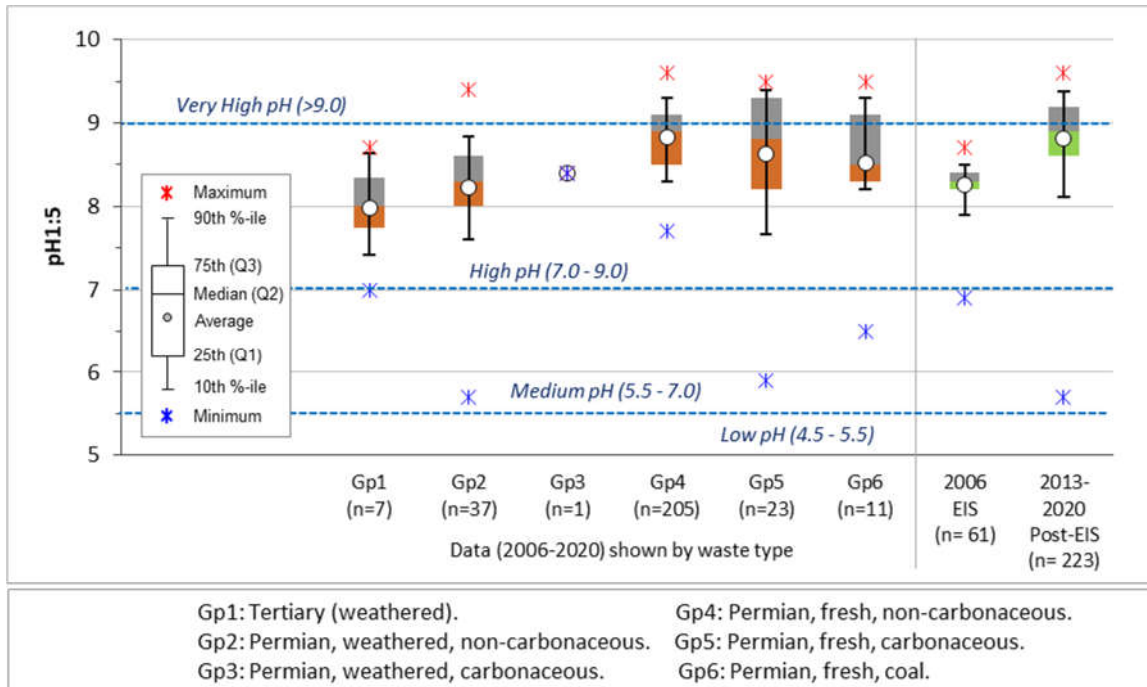 10
9
8
7
6
5
pH1:5
Very High pH (>9.0)
High pH (7.0 - 9.0)
Medium pH (5.5 - 7.0)
Low pH (4.5 - 5.5)
Maximum
90th %-ile
75th (Q3)
Median (Q2)
Average
25th (Q1)
10th %-ile
Minimum
Gp1
(n=7)
Gp2
(n=37)
Gp3
(n=1)
Gp4
(n=205)
Gp5
(n=23)
Gp6
(n=11)
2006
EIS
(n= 61)
2013-
2020
Post-EIS
(n= 223)
Data (2006-2020) shown by waste type
Gp1: Tertiary (weathered).
Gp2: Permian, weathered, non-carbonaceous.
Gp3: Permian, weathered, carbonaceous.
Gp4: Permian, fresh, non-carbonaceous.
Gp5: Permian, fresh, carbonaceous.
Gp6: Permian, fresh, coal.